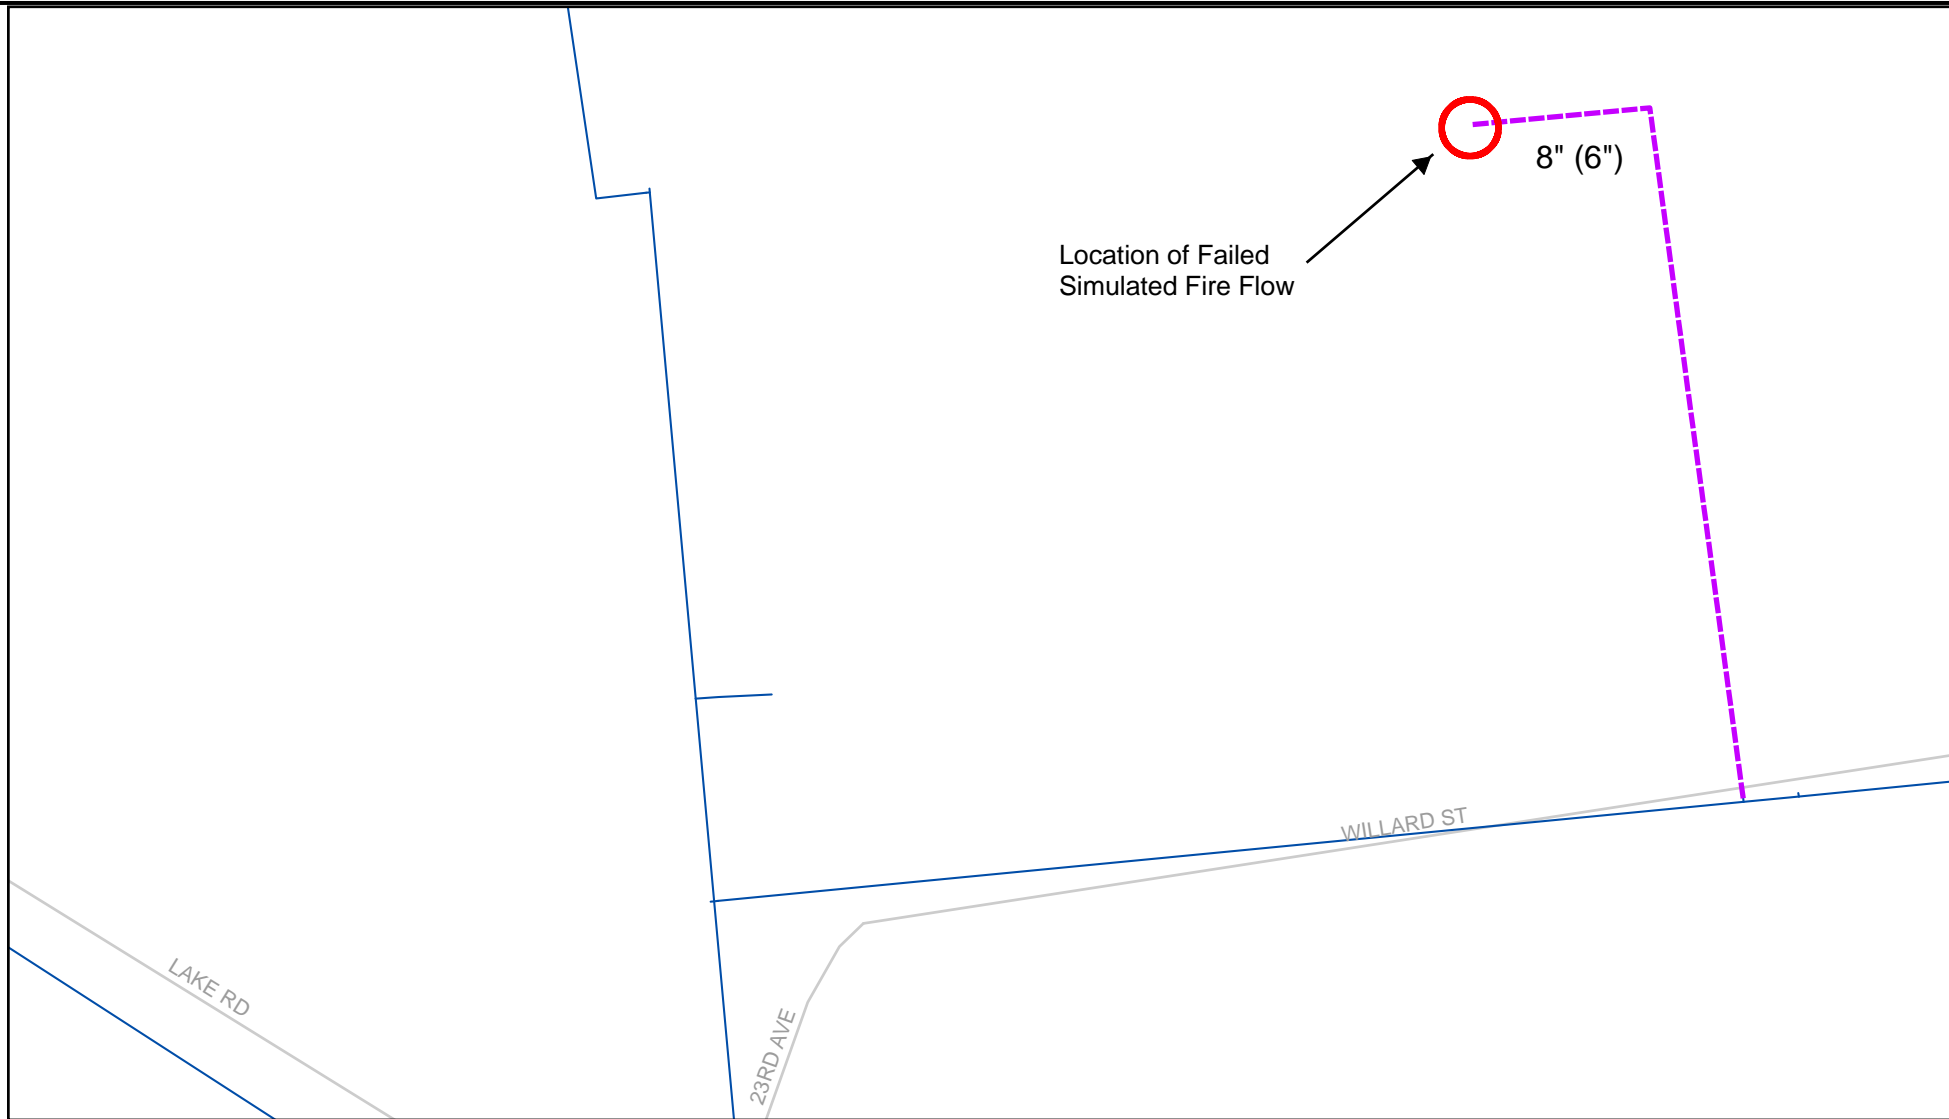 8" (6")
Location of Failed
Simulated Fire Flow
WILLARD ST
LAKE RD
23RD AVE